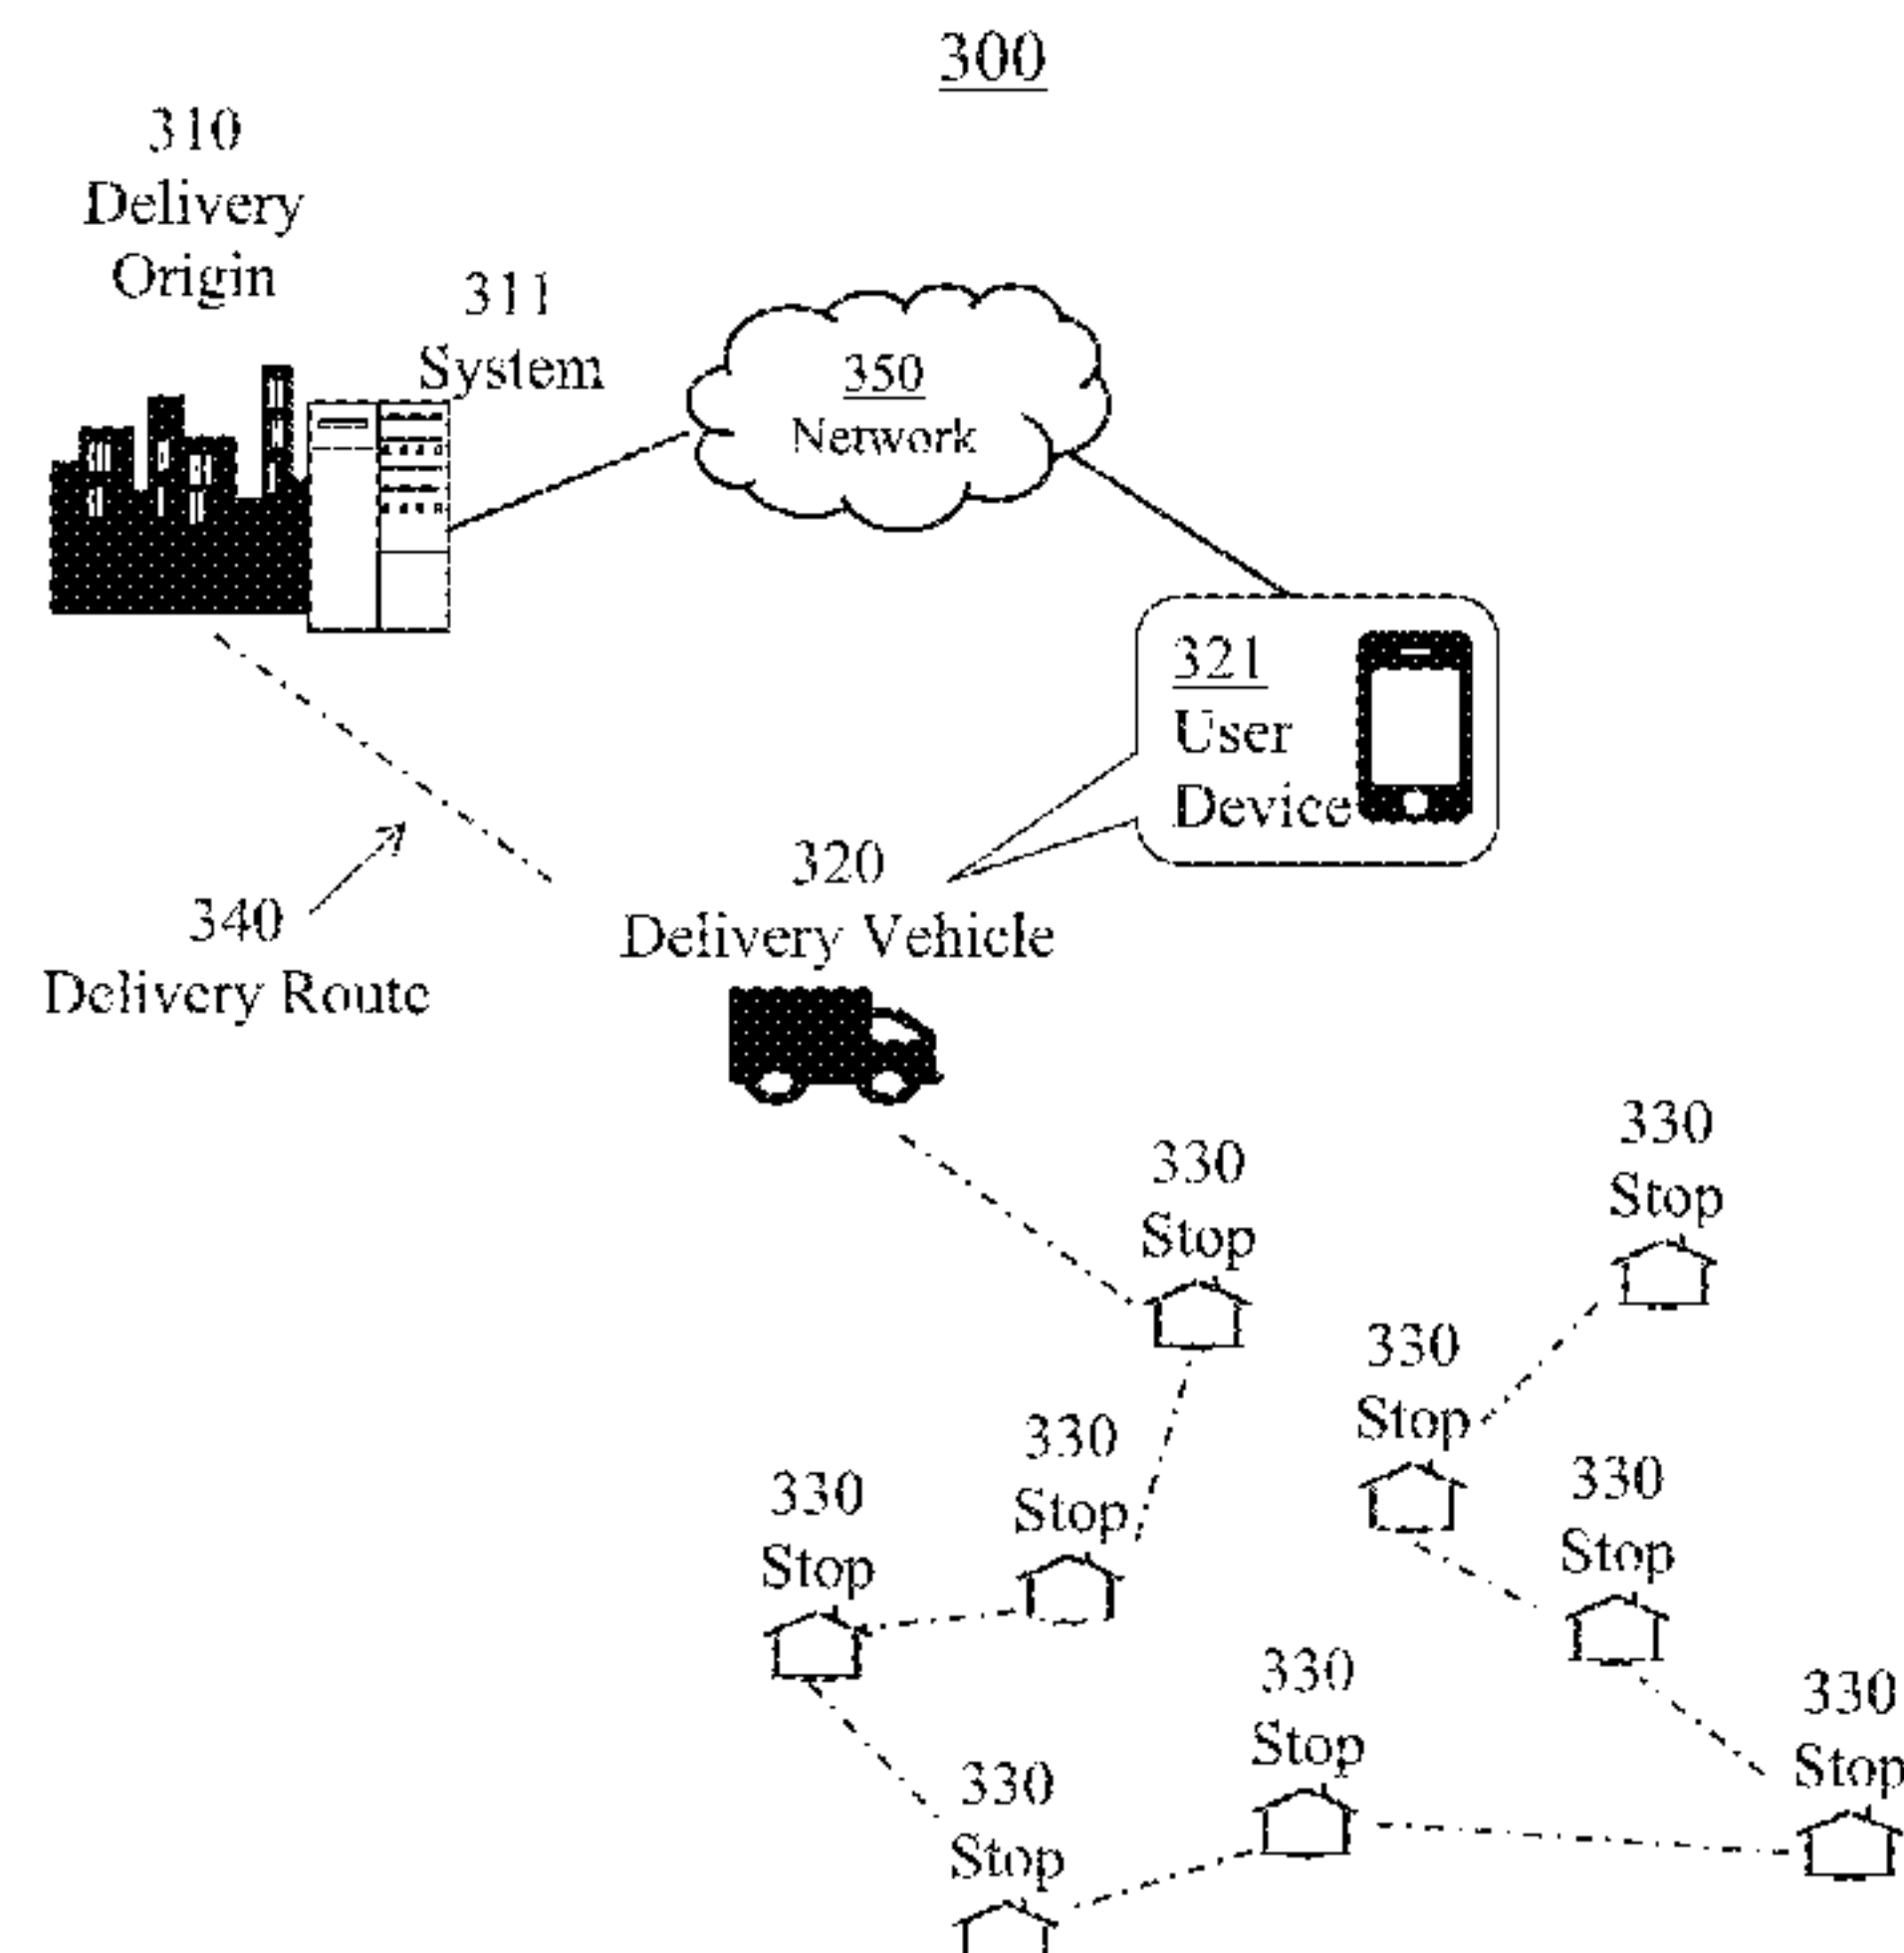 300
310
Delivery
Origin
311
System
350
Network
321
User
Device
320
Delivery Vehicle
340
Delivery Route
330
Stop
330
Stop
330
Stop
330
Stop
330
Stop
330
Stop
330
Stop
330
Stop
330
Stop